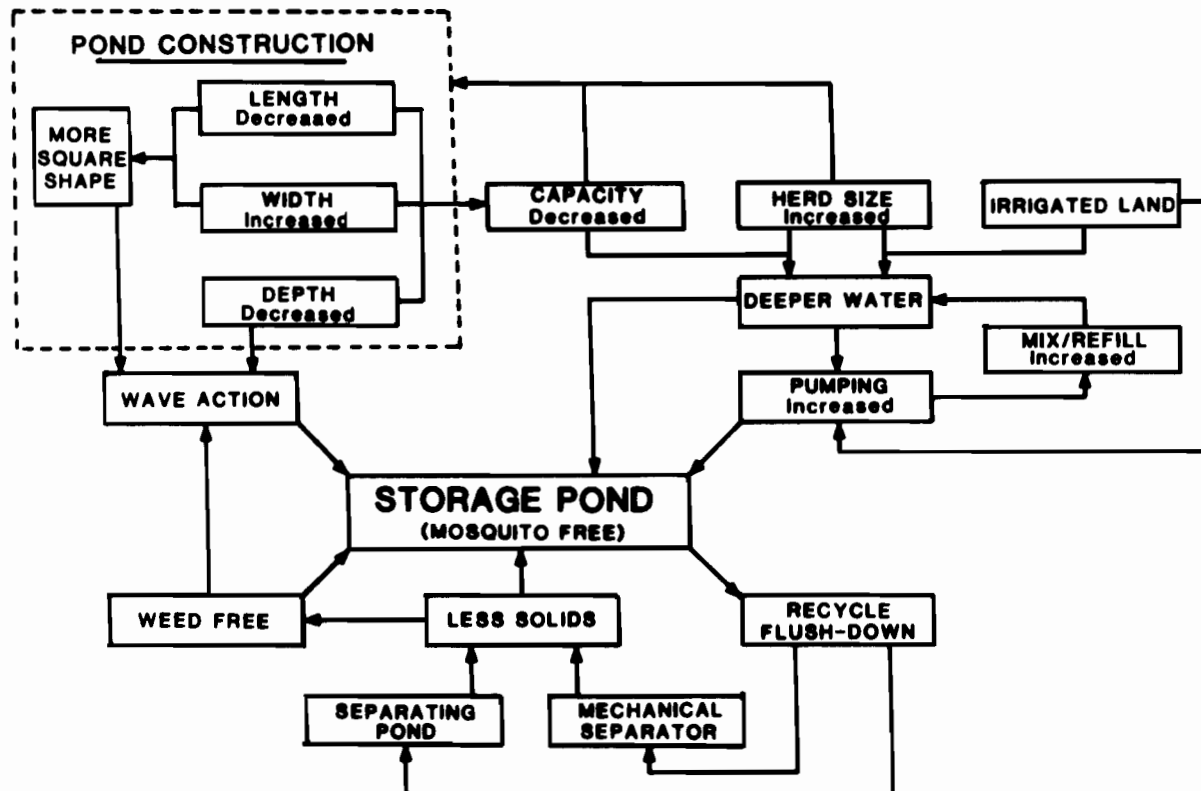 POND CONSTRUCTION
LENGTH
Decreaaed
MORE
SQUARE
SHAPE
WIDTH
Increased
CAPACITY
Decreased
HERD SIZE
Increased
IRRIGATED LAND
DEPTH
Decreased
DEEPER WATER
MIX/REFILL
Increased
WAVE ACTION
PUMPING
Increased
STORAGE POND
(MOSQUITO FREE)
WEED FREE
LESS SOLIDS
RECYCLE
FLUSH-DOWN
SEPARATING
POND
MECHANICAL
SEPARATOR